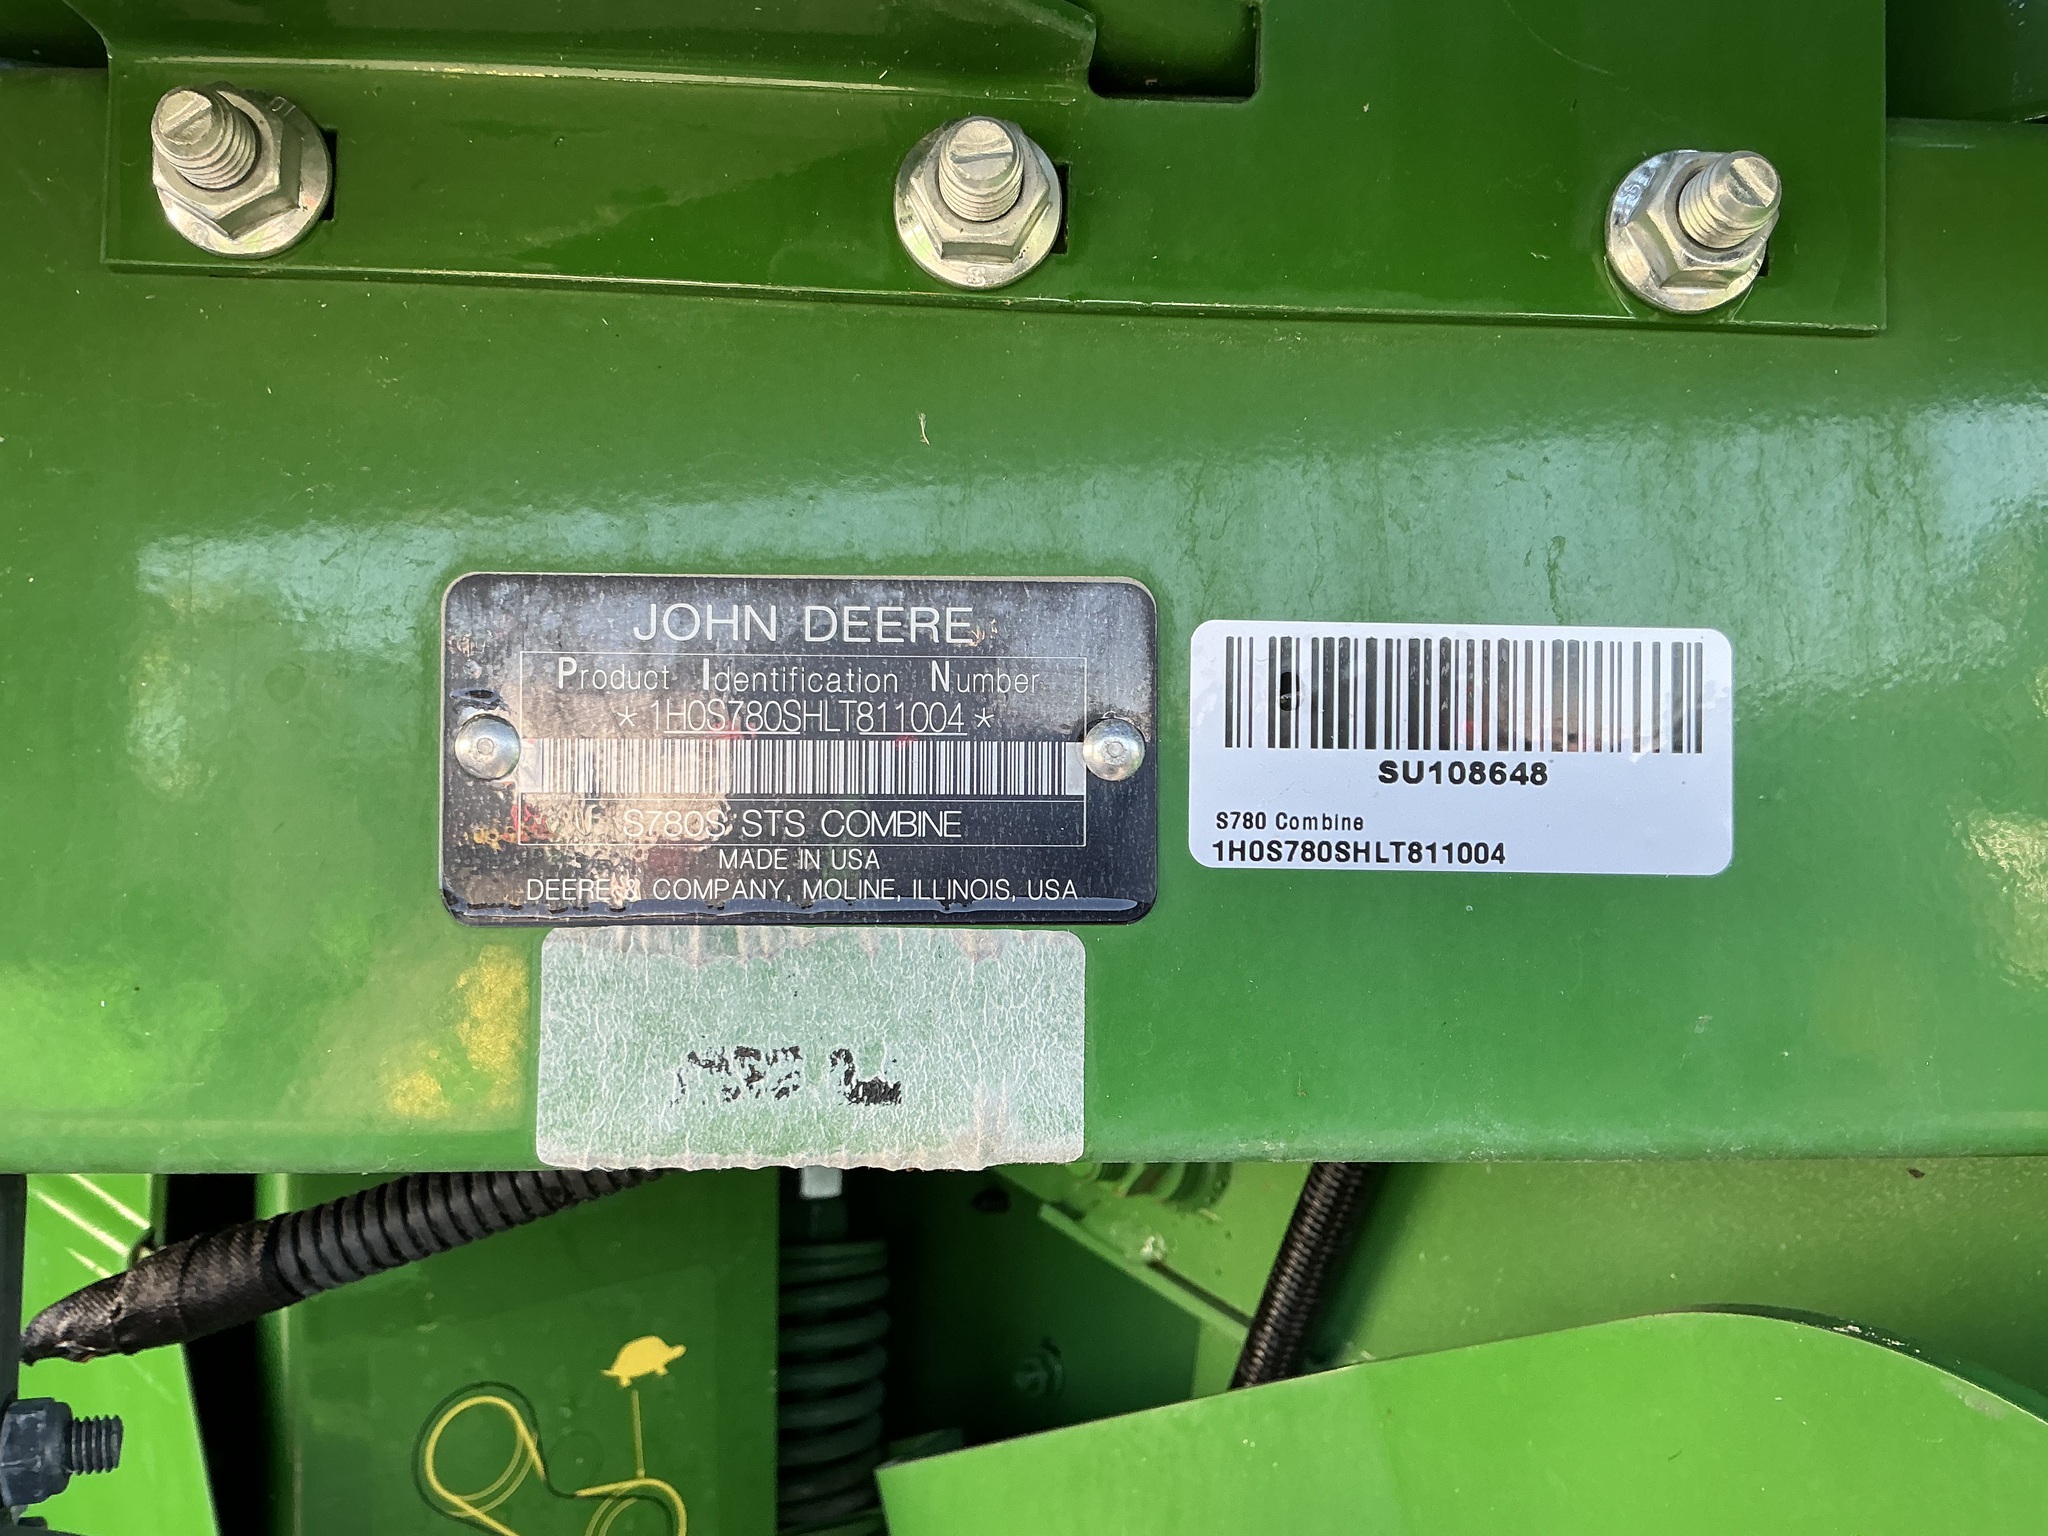 JOHN DEERE
Product Identification Number
*1H0S780SHLT811004*
S780S STS COMBINE
MADE IN USA
DEERE & COMPANY, MOLINE, ILLINOIS, USA
SU108648
S780 Combine
1H0S780SHLT811004